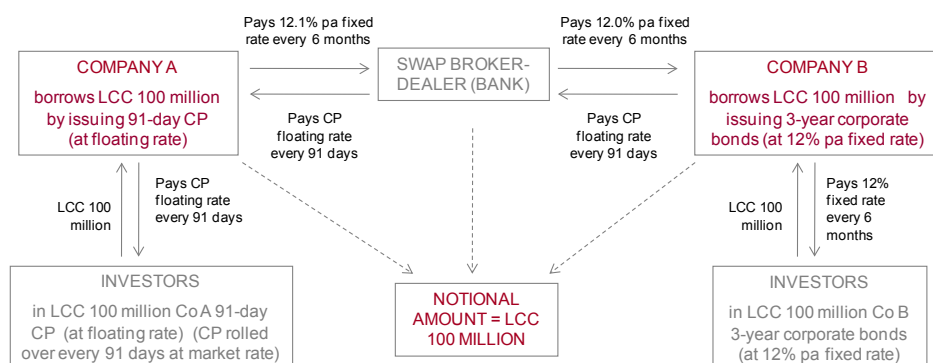 Pays 12.1% pa fixed
rate every 6 months
Pays 12.0% pa fixed
rate every 6 months
COMPANY A
borrows LCC 100 million
by issuing 91-day CP
(at floating rate)
SWAP BROKER-
DEALER (BANK)
COMPANY B
borrows LCC 100 million by
issuing 3-year corporate
bonds (at 12% pa fixed rate)
Pays CP
floating rate
every 91 days
Pays CP
floating rate
every 91 days
LCC 100
million
Pays CP
floating rate
every 91 days
LCC 100
million
Pays 12%
fixed rate
every 6
months
INVESTORS
in LCC 100 million Co A 91-day
CP (at floating rate) (CP rolled
over every 91 days at market rate)
NOTIONAL
AMOUNT = LCC
100 MILLION
INVESTORS
in LCC 100 million Co B
3-year corporate bonds
(at 12% pa fixed rate)